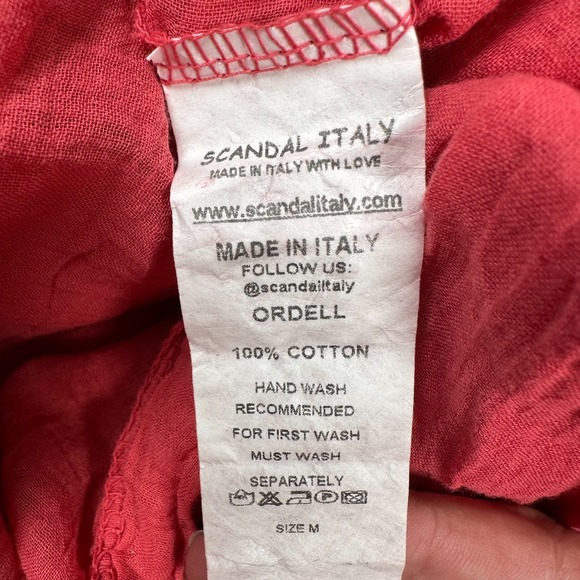 SCANDAL ITALY
MADE IN ITALY WITH LOVE
www.scandalitaly.com
MADE IN ITALY
FOLLOW US:
@scandalitaly
ORDELL
100% COTTON
HAND WASH
RECOMMENDED
FOR FIRST WASH
MUST WASH
SEPARATELY
SIZE M